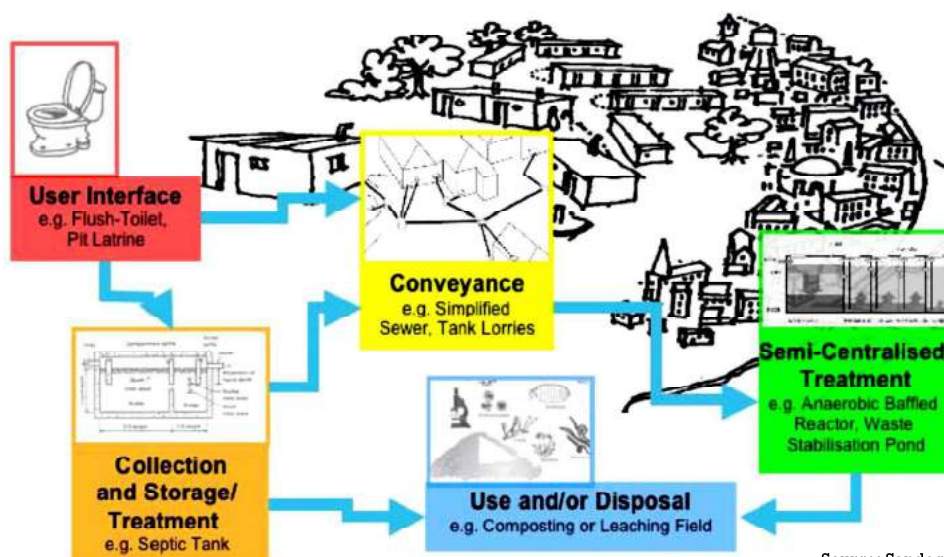 User Interface
e.g. Flush-Toilet,
Pit Latrine
Conveyance
e.g. Simplified
Sewer, Tank Lorries
Semi-Centralised
Treatment
e.g. Anaerobic Baffled
Reactor, Waste
Stabilisation Pond
Collection
and Storage/
Treatment
e.g. Septic Tank
Use and/or Disposal
e.g. Composting or Leaching Field